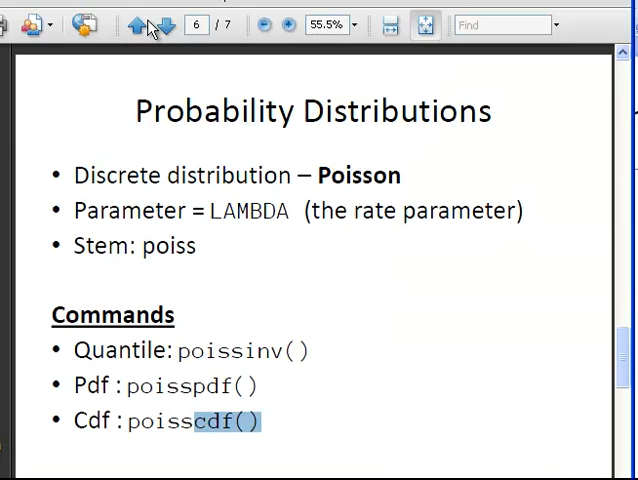 6 / 7 55.5% Find
Probability Distributions
• Discrete distribution – Poisson
• Parameter = LAMBDA (the rate parameter)
• Stem: poiss
Commands
• Quantile: poissinv()
• Pdf : poisspdf()
• Cdf : poisscdf()